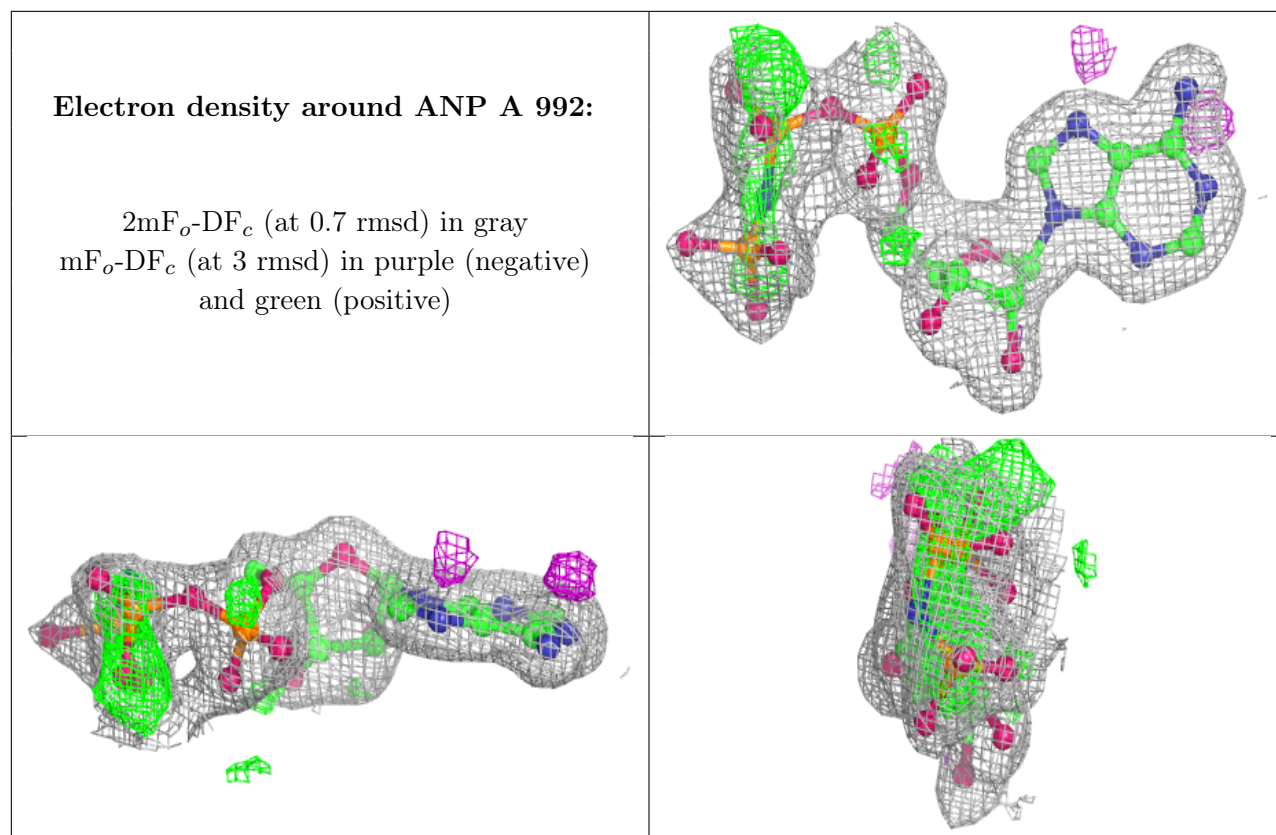 Electron density around ANP A 992:
2mFo-DFc (at 0.7 rmsd) in gray
mFo-DFc (at 3 rmsd) in purple (negative)
and green (positive)